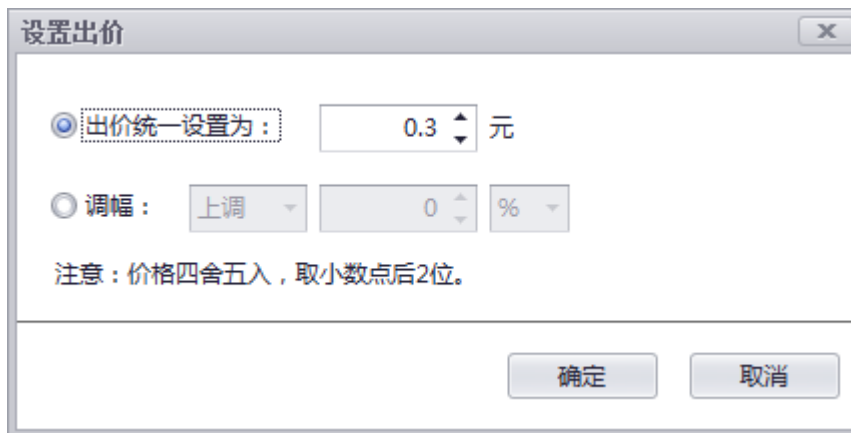 设置出价
出价统一设置为： 0.3 元
调幅： 上调 0 %
注意：价格四舍五入，取小数点后2位。
确定 取消